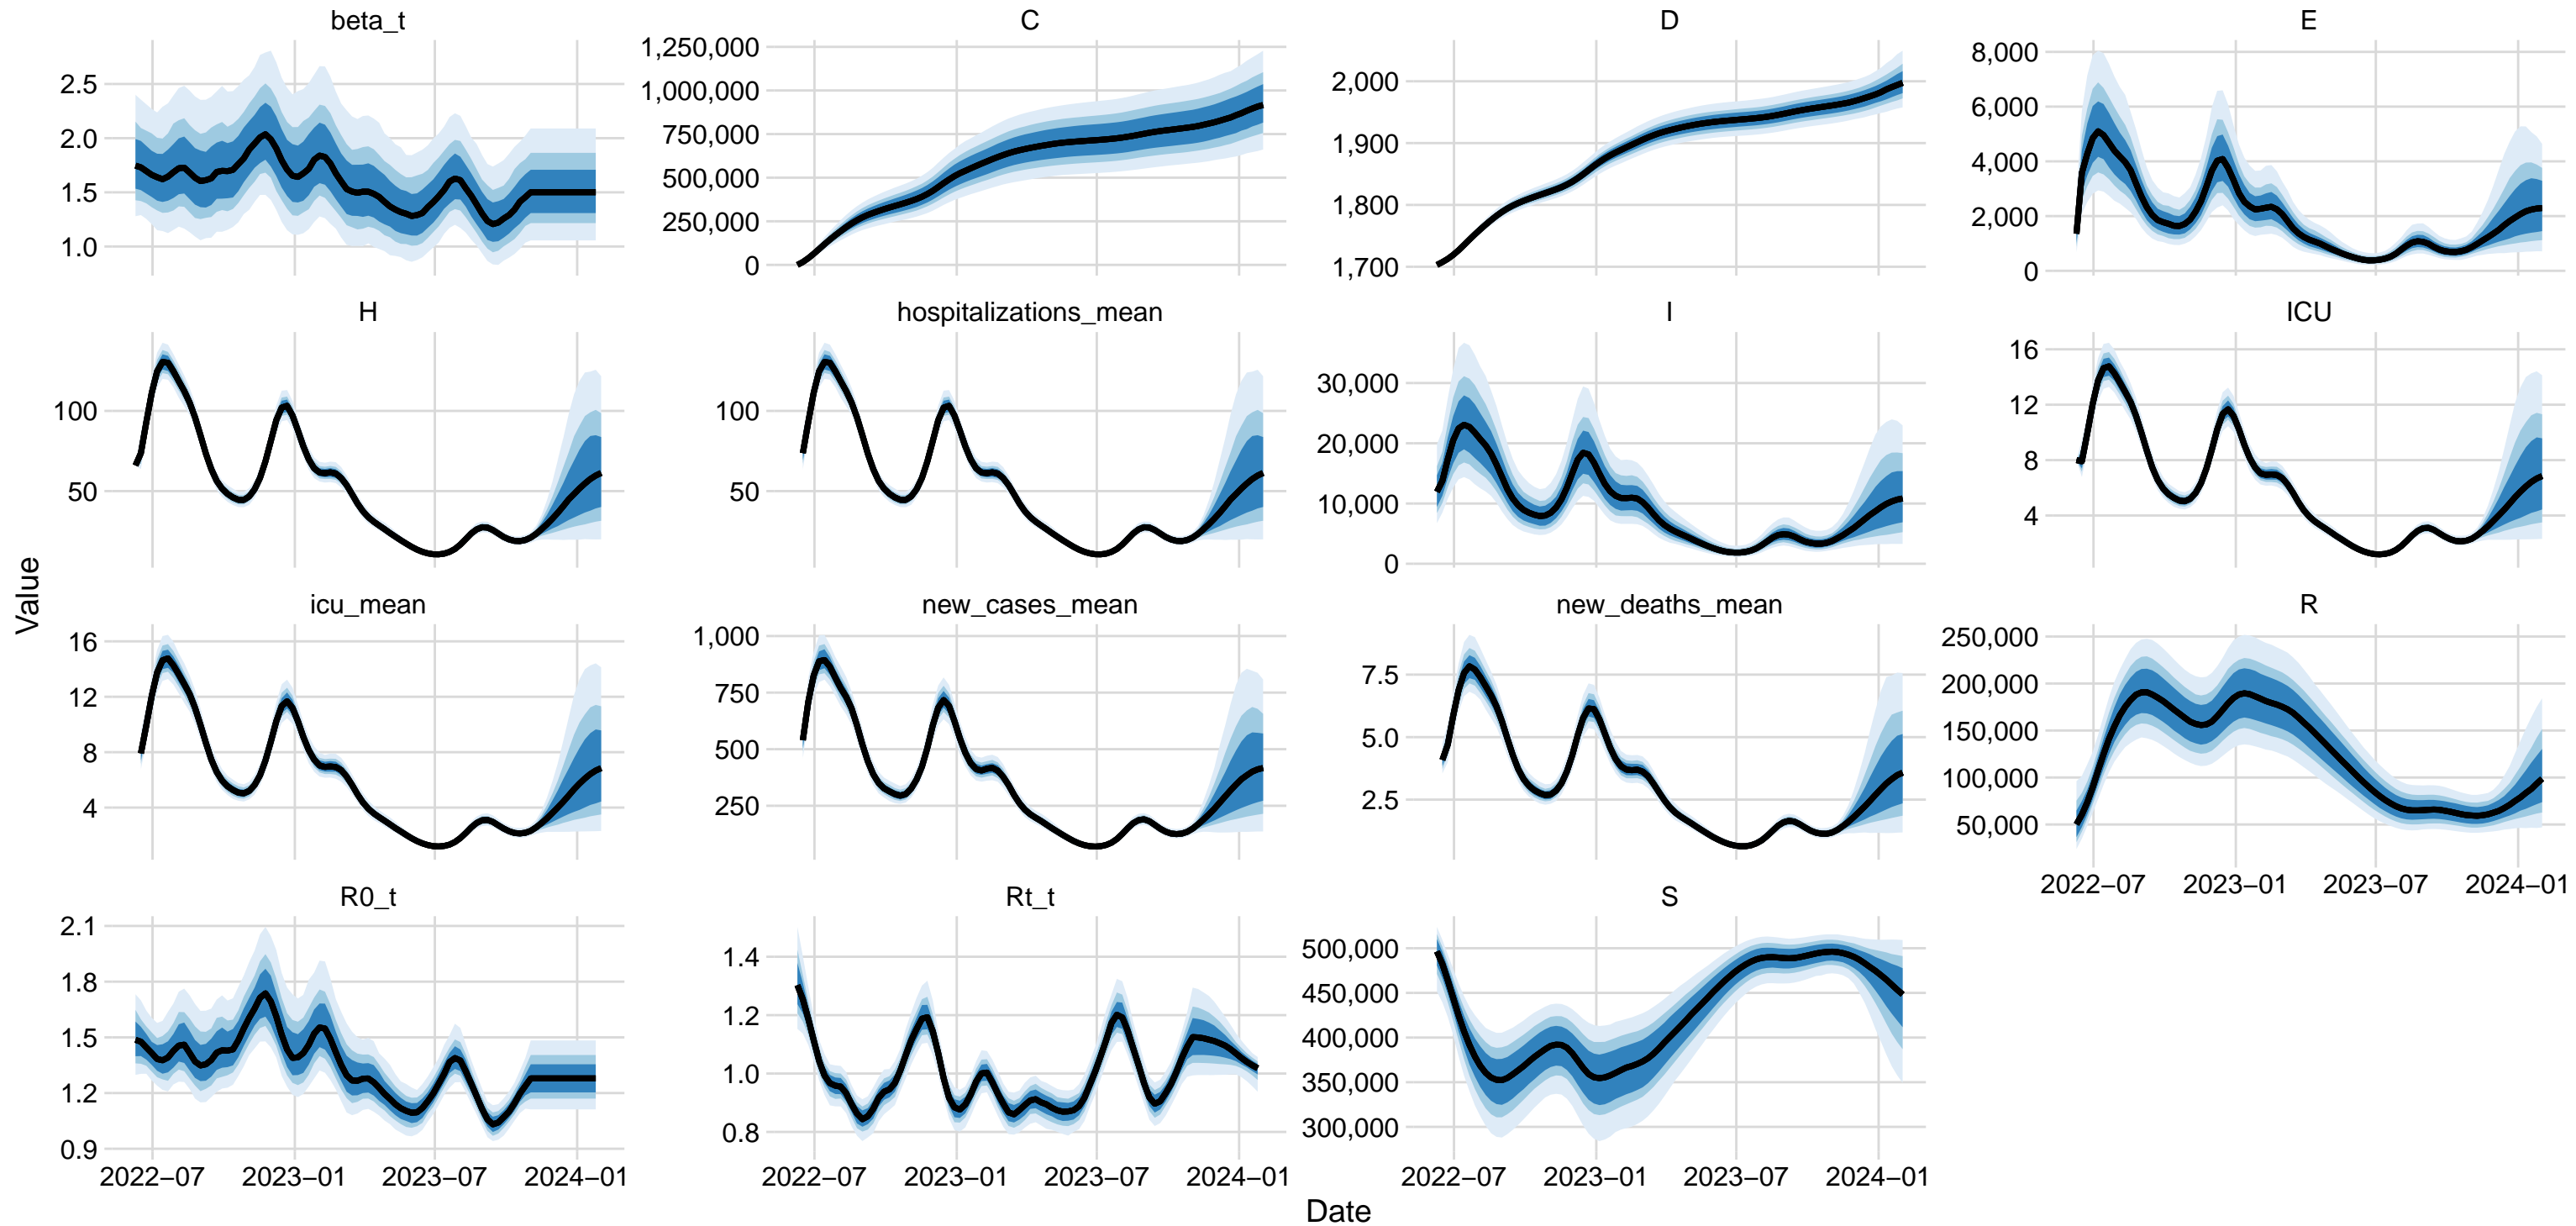 beta_t
C
D
E
2.5
2.0
1.5
1.0
1,250,000
1,000,000
750,000
500,000
250,000
0
2,000
1,900
1,800
1,700
8,000
6,000
4,000
2,000
0
H
hospitalizations_mean
I
ICU
100
50
100
50
30,000
20,000
10,000
0
16
12
8
4
icu_mean
new_cases_mean
new_deaths_mean
R
16
12
8
4
1,000
750
500
250
7.5
5.0
2.5
250,000
200,000
150,000
100,000
50,000
2022−07 2023−01 2023−07 2024−01
R0_t
Rt_t
S
2.1
1.8
1.5
1.2
0.9
1.4
1.2
1.0
0.8
500,000
450,000
400,000
350,000
300,000
2022−07 2023−01 2023−07 2024−01
2022−07 2023−01 2023−07 2024−01
2022−07 2023−01 2023−07 2024−01
Value
Date